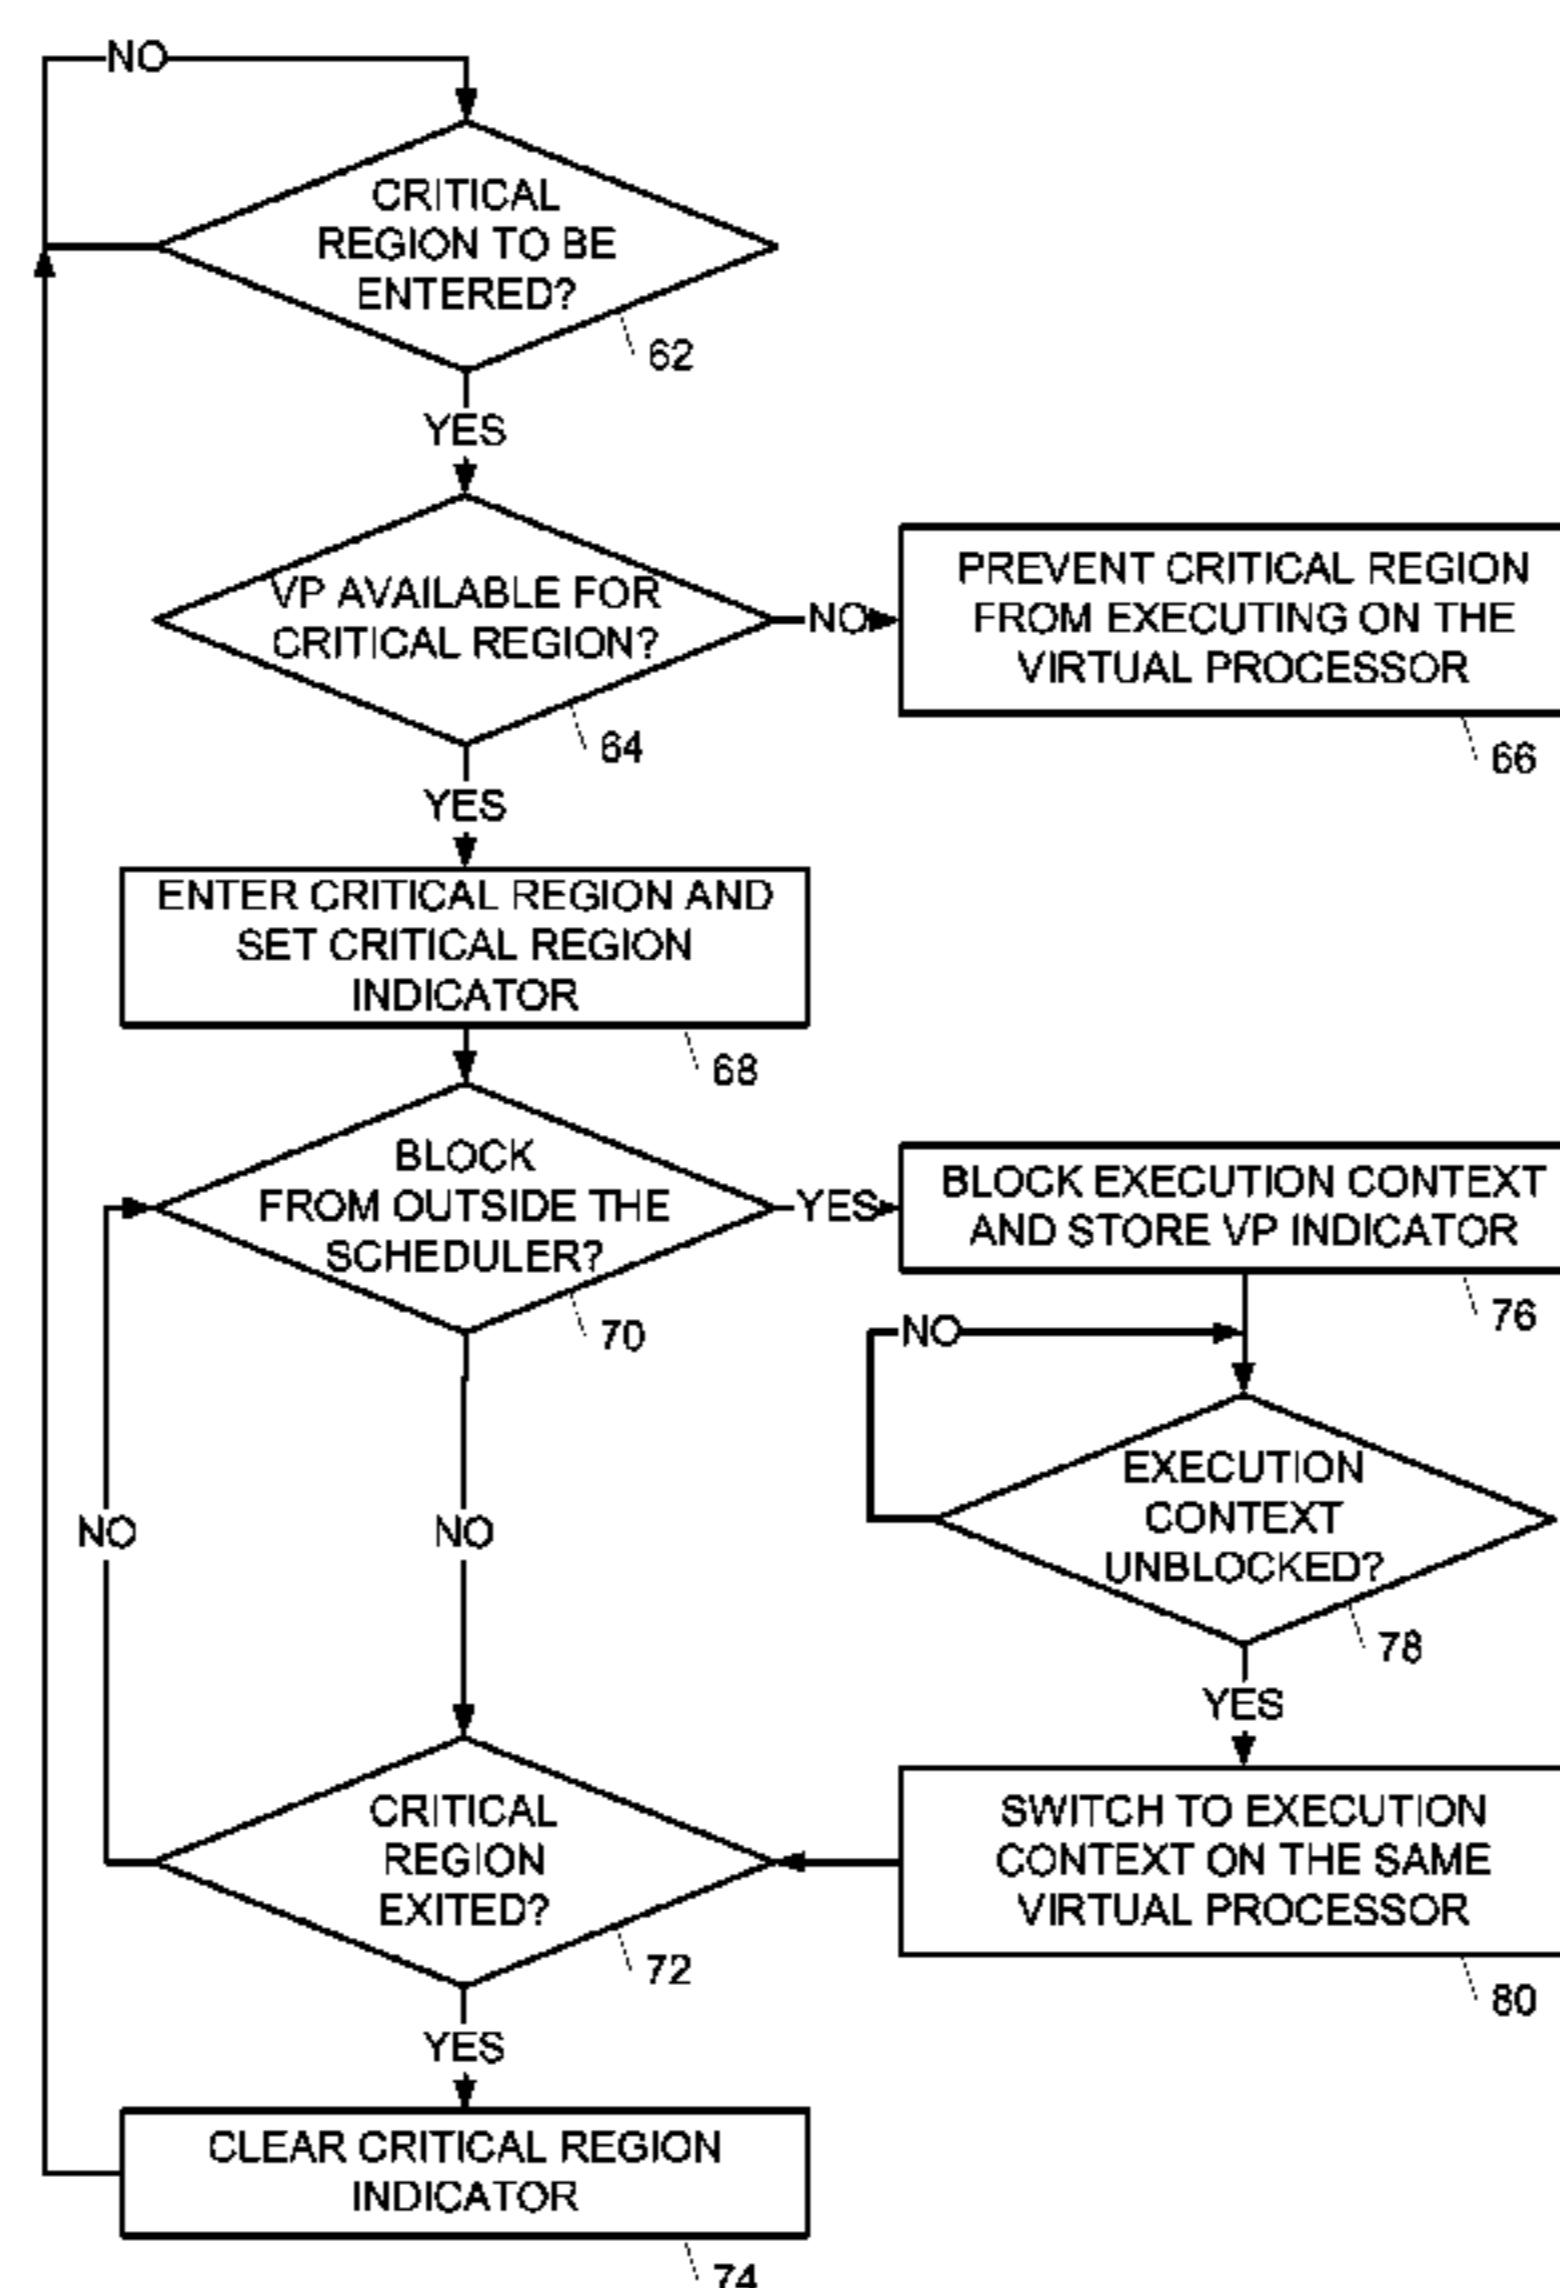 NO
CRITICAL
REGION TO BE
ENTERED?
62
YES
VP AVAILABLE FOR
CRITICAL REGION?
64
NO
PREVENT CRITICAL REGION
FROM EXECUTING ON THE
VIRTUAL PROCESSOR
66
YES
ENTER CRITICAL REGION AND
SET CRITICAL REGION
INDICATOR
68
BLOCK
FROM OUTSIDE THE
SCHEDULER?
70
YES
BLOCK EXECUTION CONTEXT
AND STORE VP INDICATOR
76
NO
EXECUTION
CONTEXT
UNBLOCKED?
78
NO
NO
YES
CRITICAL
REGION
EXITED?
72
SWITCH TO EXECUTION
CONTEXT ON THE SAME
VIRTUAL PROCESSOR
80
YES
CLEAR CRITICAL REGION
INDICATOR
74